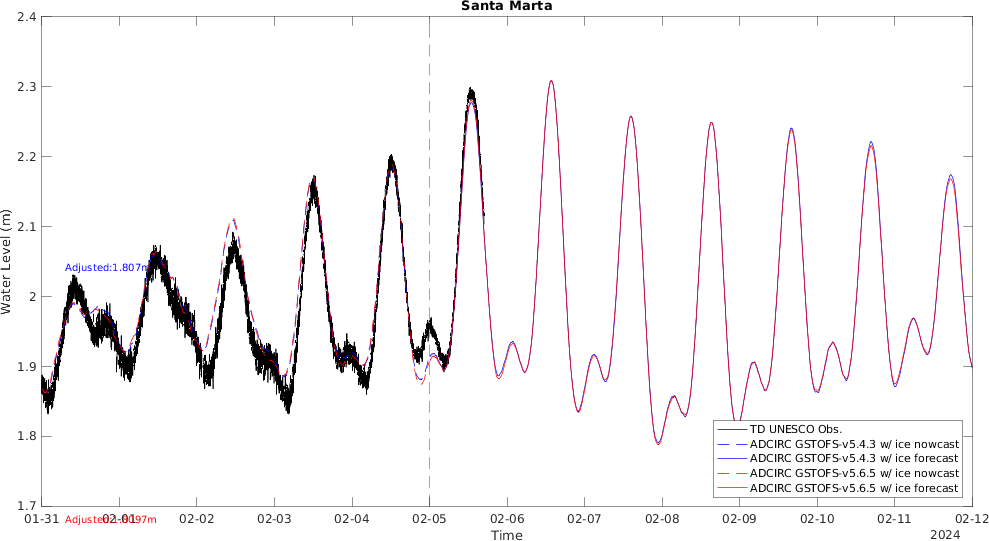 Santa Marta
2.4
2.3
2.2
2.1
2
1.9
1.8
1.7
Water Level (m)
Adjusted:1.807m
TD UNESCO Obs.
ADCIRC GSTOFS-v5.4.3 w/ ice nowcast
ADCIRC GSTOFS-v5.4.3 w/ ice forecast
ADCIRC GSTOFS-v5.6.5 w/ ice nowcast
ADCIRC GSTOFS-v5.6.5 w/ ice forecast
01-31 02-01 02-02 02-03 02-04 02-05 02-06 02-07 02-08 02-09 02-10 02-11 02-12
Time
2024